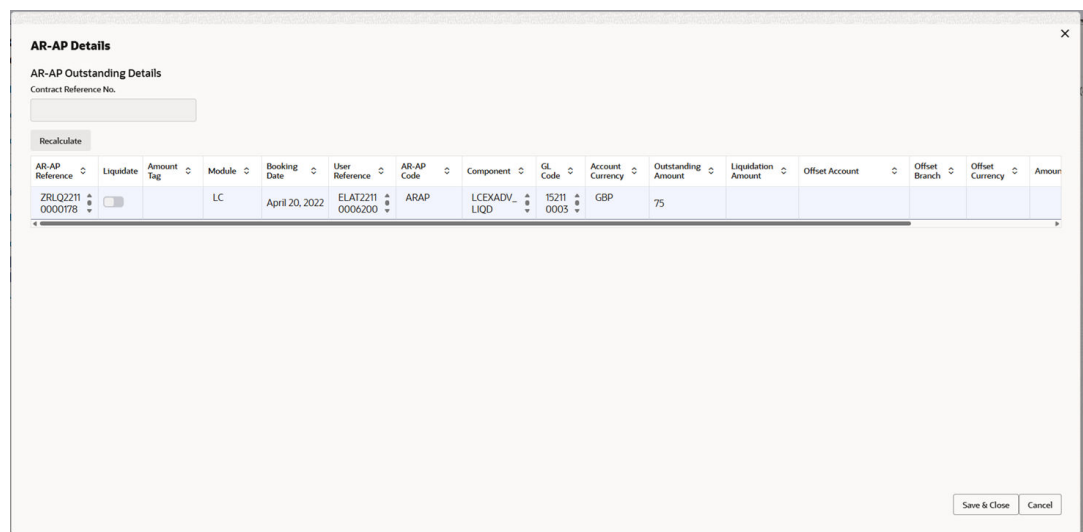 AR-AP Details
AR-AP Outstanding Details
Contract Reference No.
Recalculate
AR-AP Reference Liquidate Amount Tag Module Booking Date User Reference AR-AP Code Component GL Code Account Currency Outstanding Amount Liquidation Amount Offset Account Offset Branch Offset Currency Amoun
ZRLQ2211 LC April 20, 2022 ELAT2211 ARAP LCEXADV_ 15211 GBP 75
0000178 0006200 LIQD 0003
Save & Close Cancel